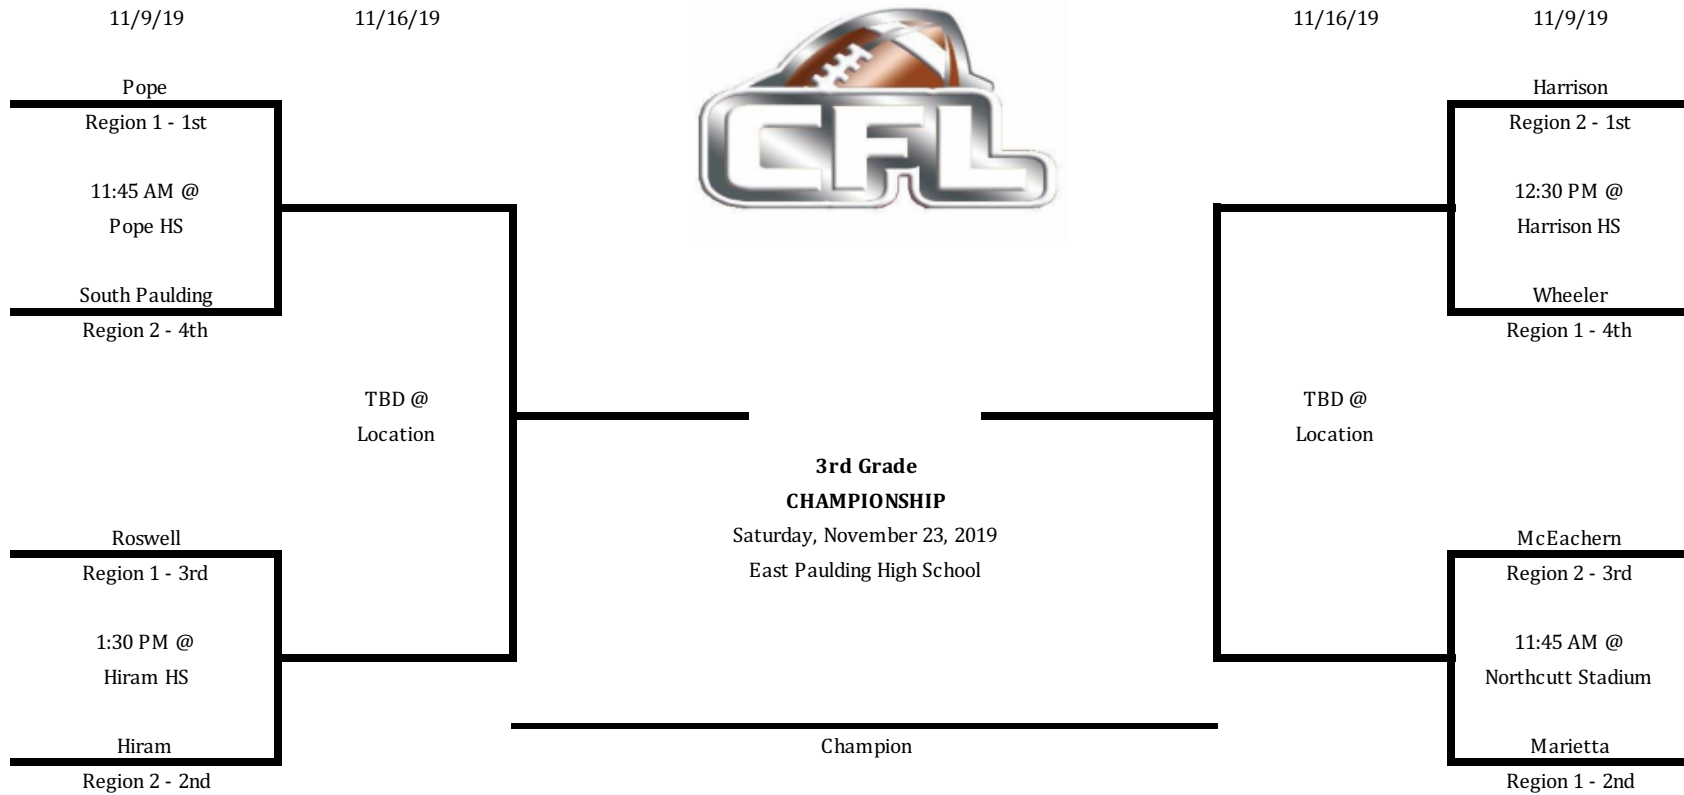 11/9/19
11/16/19
11/16/19
11/9/19
CFL
Pope
Region 1 - 1st
11:45 AM @
Pope HS
South Paulding
Region 2 - 4th
TBD @
Location
Roswell
Region 1 - 3rd
1:30 PM @
Hiram HS
Hiram
Region 2 - 2nd
3rd Grade
CHAMPIONSHIP
Saturday, November 23, 2019
East Paulding High School
Champion
Harrison
Region 2 - 1st
12:30 PM @
Harrison HS
Wheeler
Region 1 - 4th
TBD @
Location
McEachern
Region 2 - 3rd
11:45 AM @
Northcutt Stadium
Marietta
Region 1 - 2nd